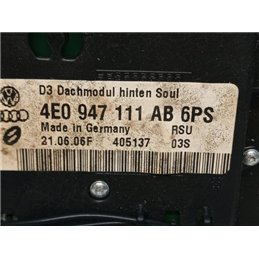 D3 Dachmodul hinten Soul
4E0 947 111 AB 6PS
Made in Germany RSU
21.06.06F 405137 03S